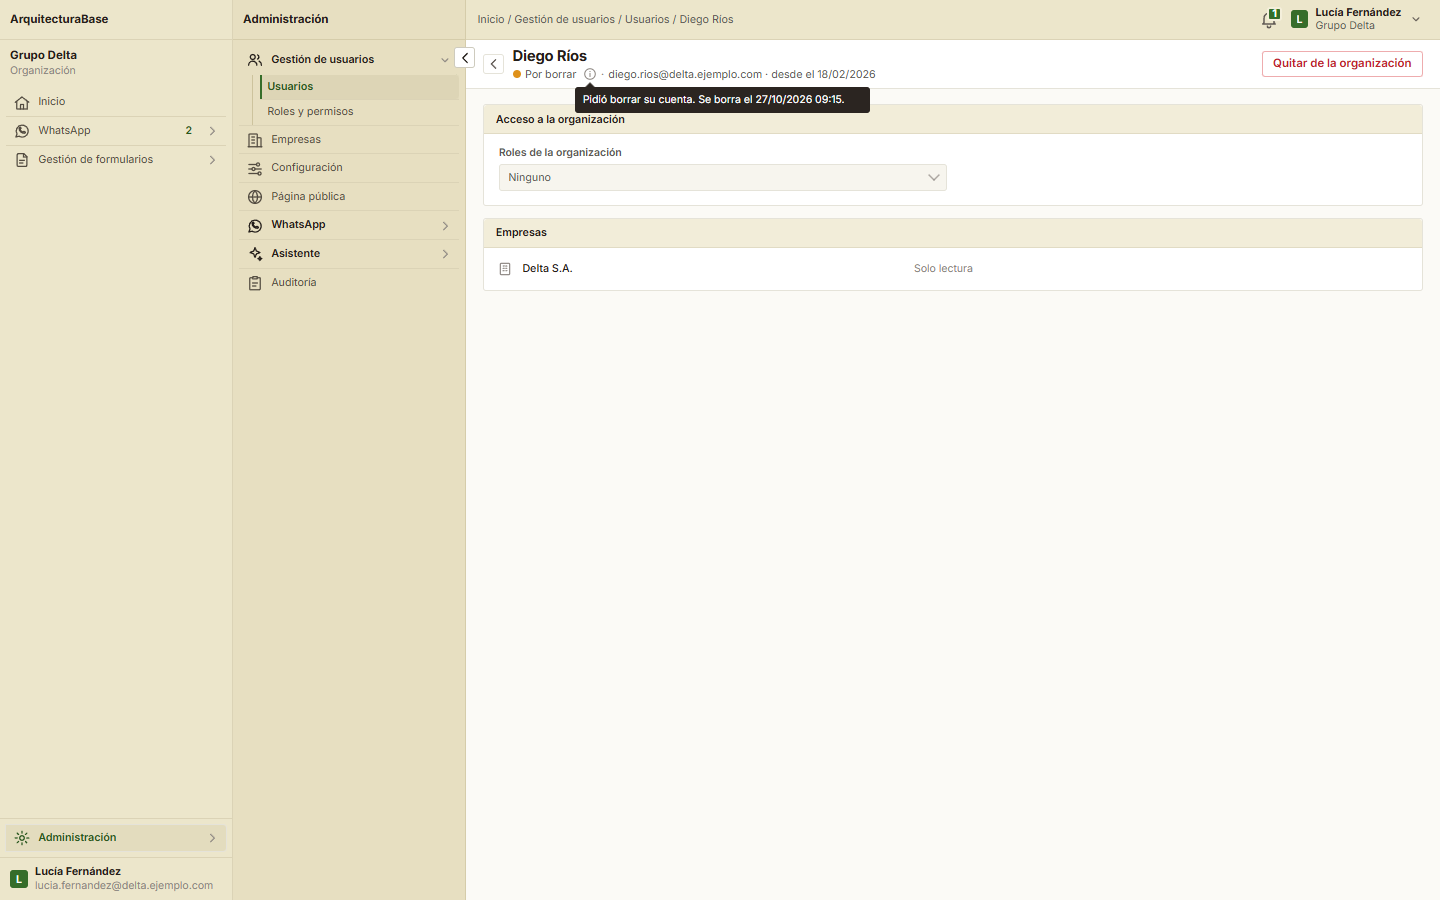 ArquitecturaBase
Grupo Delta
Organización
Inicio
WhatsApp 2
Gestión de formularios
Administración
Lucía Fernández
lucia.fernandez@delta.ejemplo.com
L
Administración
Gestión de usuarios
Usuarios
Roles y permisos
Empresas
Configuración
Página pública
WhatsApp
Asistente
Auditoría
Inicio / Gestión de usuarios / Usuarios / Diego Ríos
1
L
Lucía Fernández
Grupo Delta
Diego Ríos
Por borrar · diego.rios@delta.ejemplo.com · desde el 18/02/2026
Quitar de la organización
Pidió borrar su cuenta. Se borra el 27/10/2026 09:15.
Acceso a la organización
Roles de la organización
Ninguno
Empresas
Delta S.A. Solo lectura